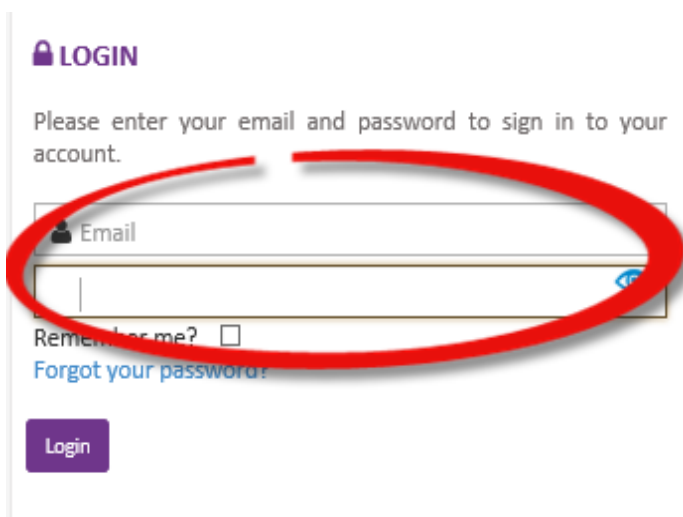 LOGIN
Please enter your email and password to sign in to your
account.
Email
Remember me?
Forgot your password?
Login